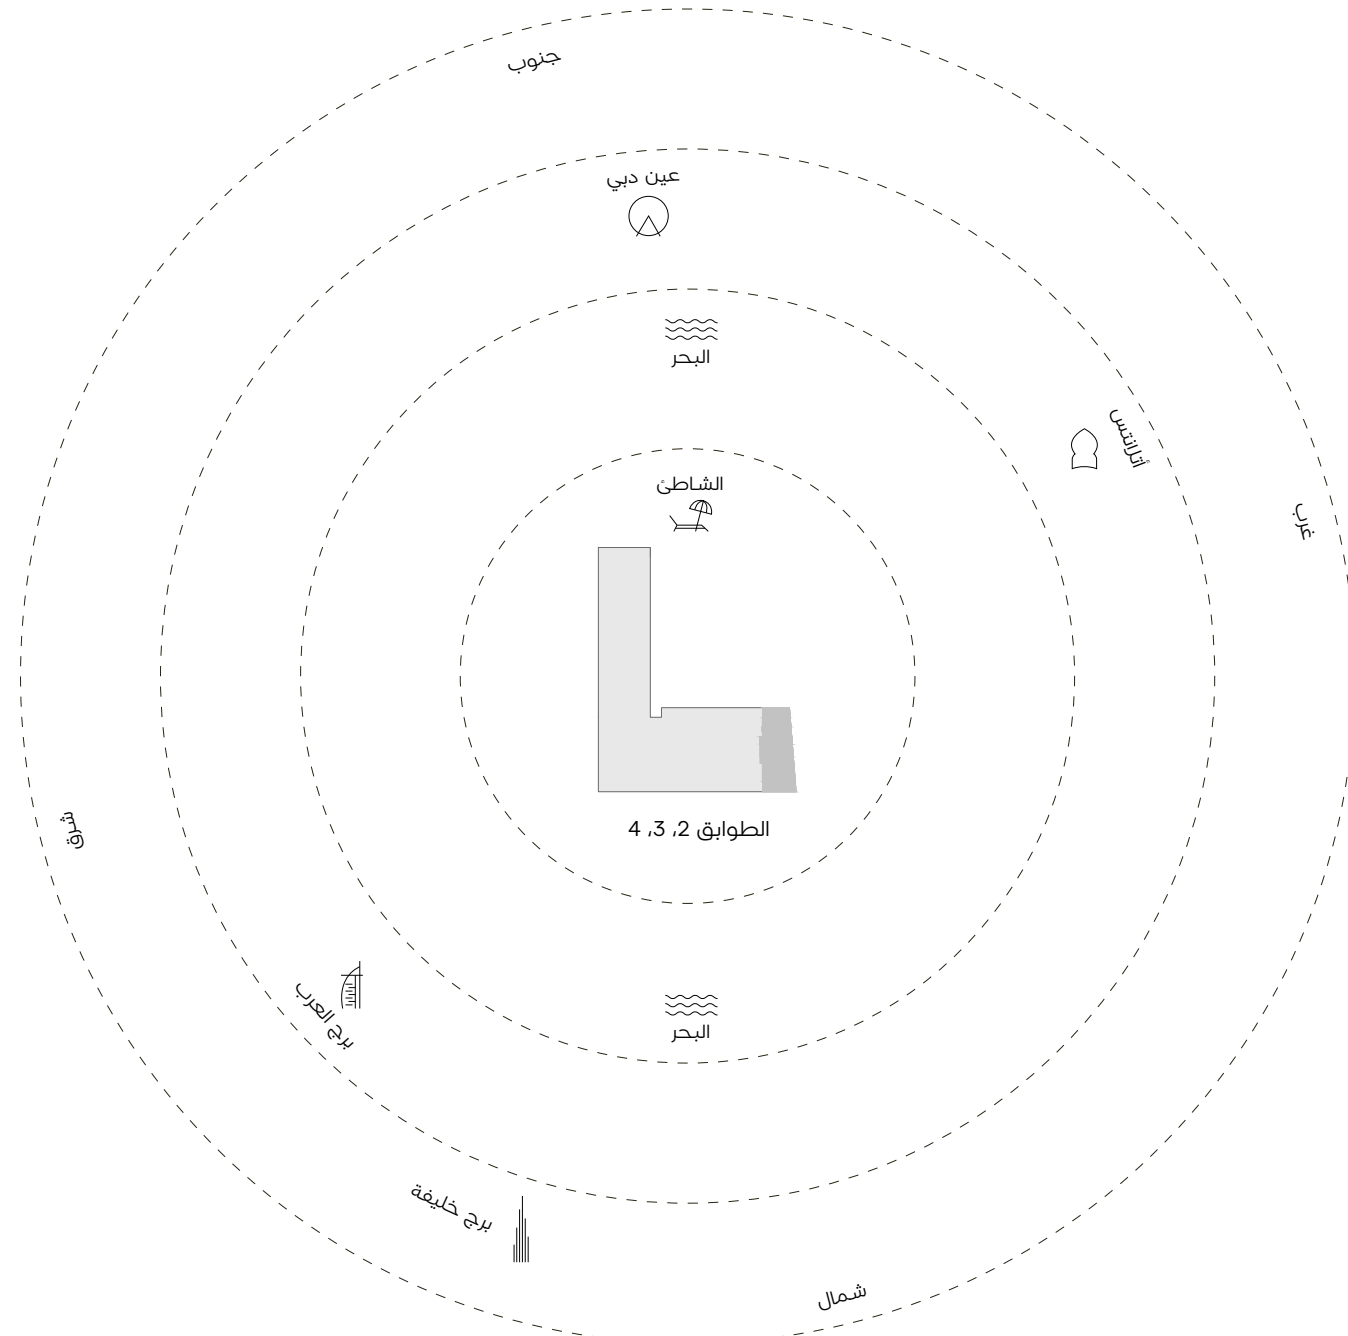 جنوب
عين دبي
البحر
أتلانتس
الشاطئ
غرب
شرق
الطوابق 2، 3، 4
برج العرب
البحر
برج خليفة
شمال